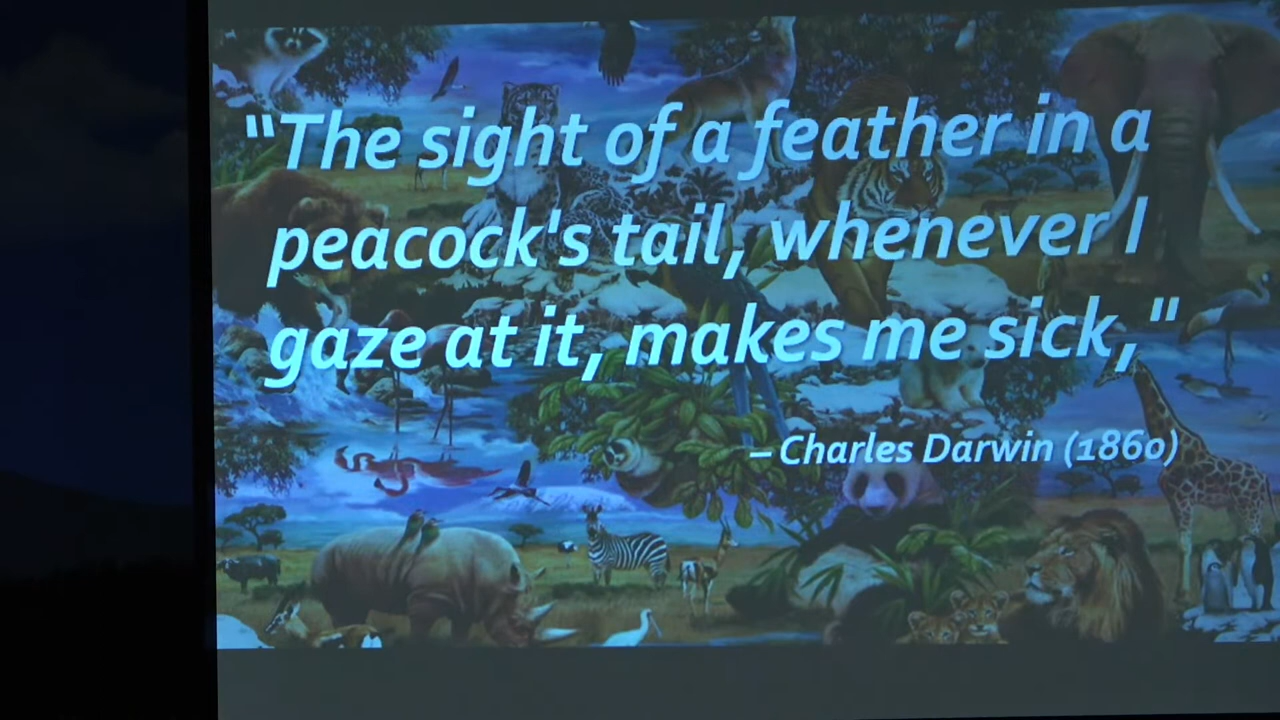 "The sight of a feather in a
peacock's tail, whenever I
gaze at it, makes me sick,"
– Charles Darwin (1860)